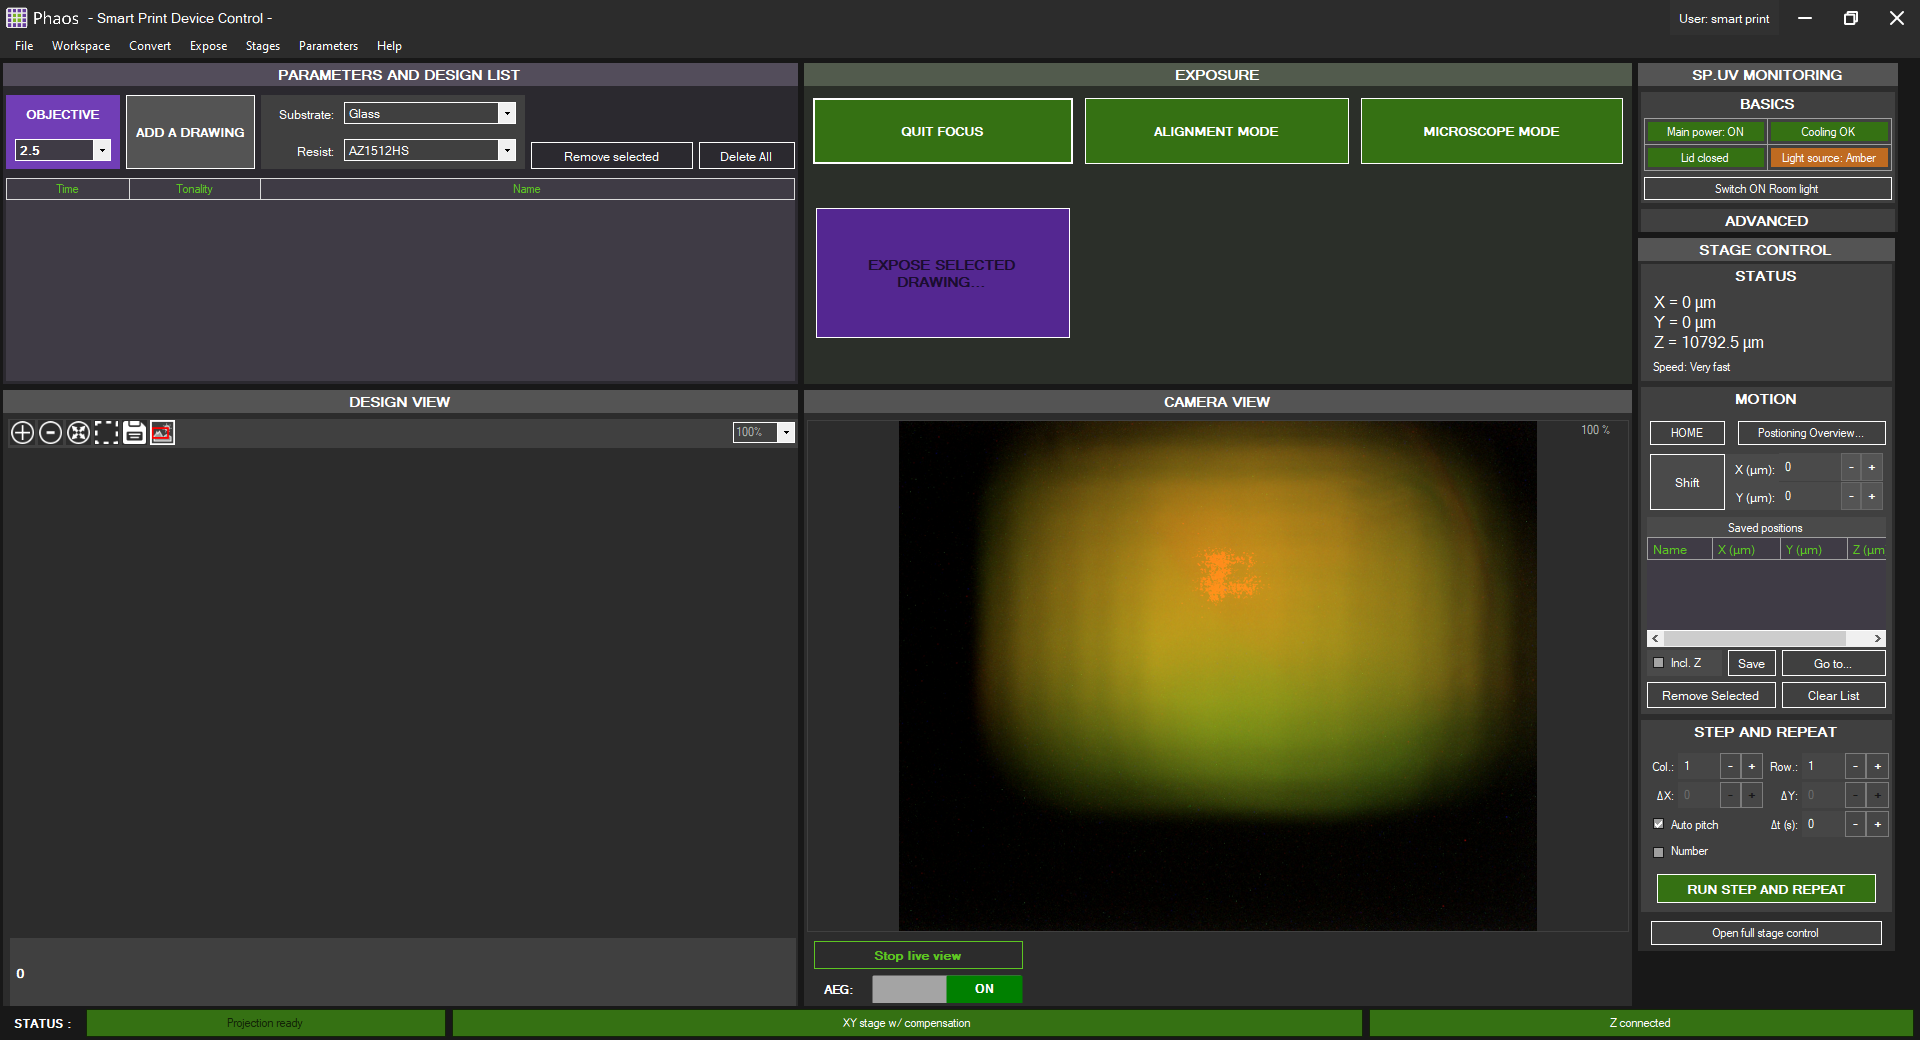 Phaos - Smart Print Device Control -
User: smart print
File Workspace Convert Expose Stages Parameters Help
PARAMETERS AND DESIGN LIST
OBJECTIVE
2.5
ADD A DRAWING
Substrate: Glass
Resist: AZ1512HS
Remove selected
Delete All
Time Tonality Name
EXPOSURE
QUIT FOCUS
ALIGNMENT MODE
MICROSCOPE MODE
EXPOSE SELECTED
DRAWING...
DESIGN VIEW
100%
0
CAMERA VIEW
100 %
Stop live view
AEG: ON
SP.UV MONITORING
BASICS
Main power: ON Cooling OK
Lid closed Light source: Amber
Switch ON Room light
ADVANCED
STAGE CONTROL
STATUS
X = 0 µm
Y = 0 µm
Z = 10792.5 µm
Speed: Very fast
MOTION
HOME Postioning Overview...
Shift
X (µm): 0 - +
Y (µm): 0 - +
Saved positions
Name X (µm) Y (µm) Z (µm
Incl. Z Save Go to...
Remove Selected Clear List
STEP AND REPEAT
Col.: 1 - + Row.: 1 - +
ΔX: 0 - + ΔY: 0 - +
Auto pitch Δt (s): 0 - +
Number
RUN STEP AND REPEAT
Open full stage control
STATUS : Projection ready XY stage w/ compensation Z connected